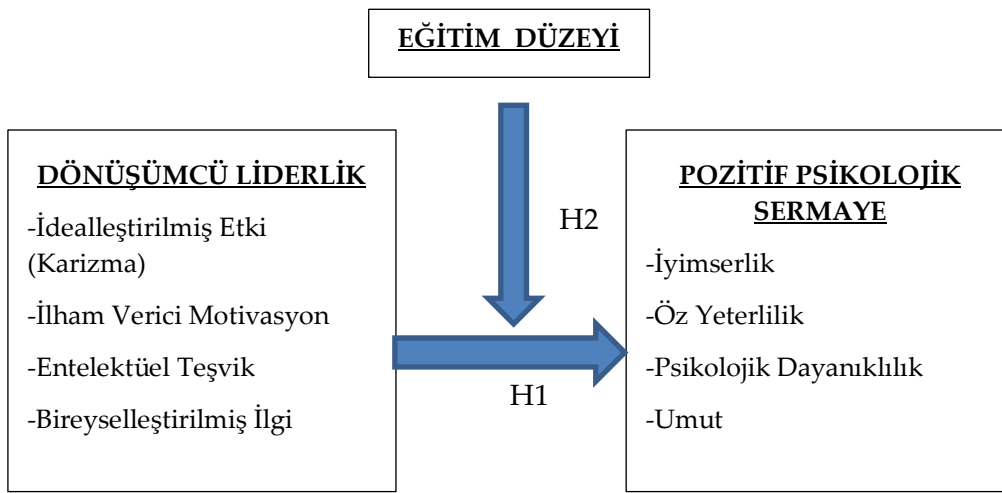 EĞİTİM DÜZEYİ
DÖNÜŞÜMCÜ LİDERLİK
-İdealleştirilmiş Etki
(Karizma)
-İlham Verici Motivasyon
-Entelektüel Teşvik
-Bireyselleştirilmiş İlgi
H2
H1
POZİTİF PSİKOLOJİK
SERMAYE
-İyimserlik
-Öz Yeterlilik
-Psikolojik Dayanıklılık
-Umut